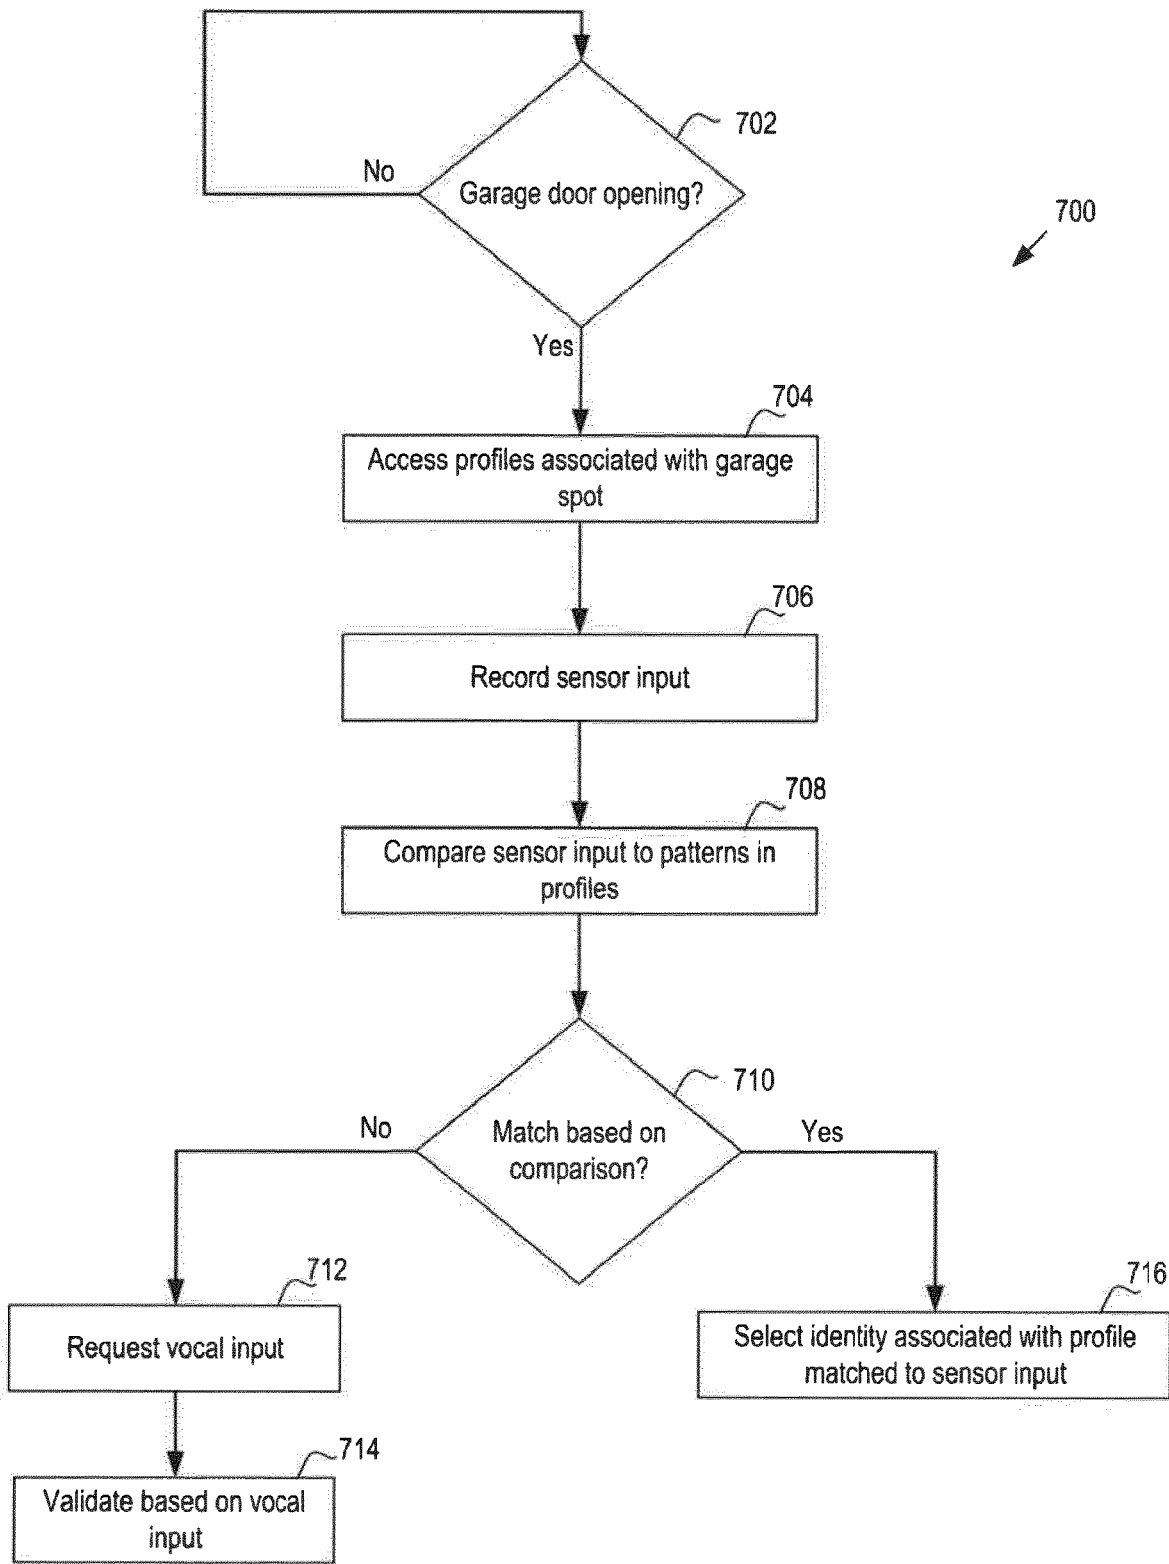 702
No
Garage door opening?
700
Yes
704
Access profiles associated with garage
spot
706
Record sensor input
708
Compare sensor input to patterns in
profiles
710
No
Match based on
comparison?
Yes
712
Request vocal input
716
Select identity associated with profile
matched to sensor input
714
Validate based on vocal
input